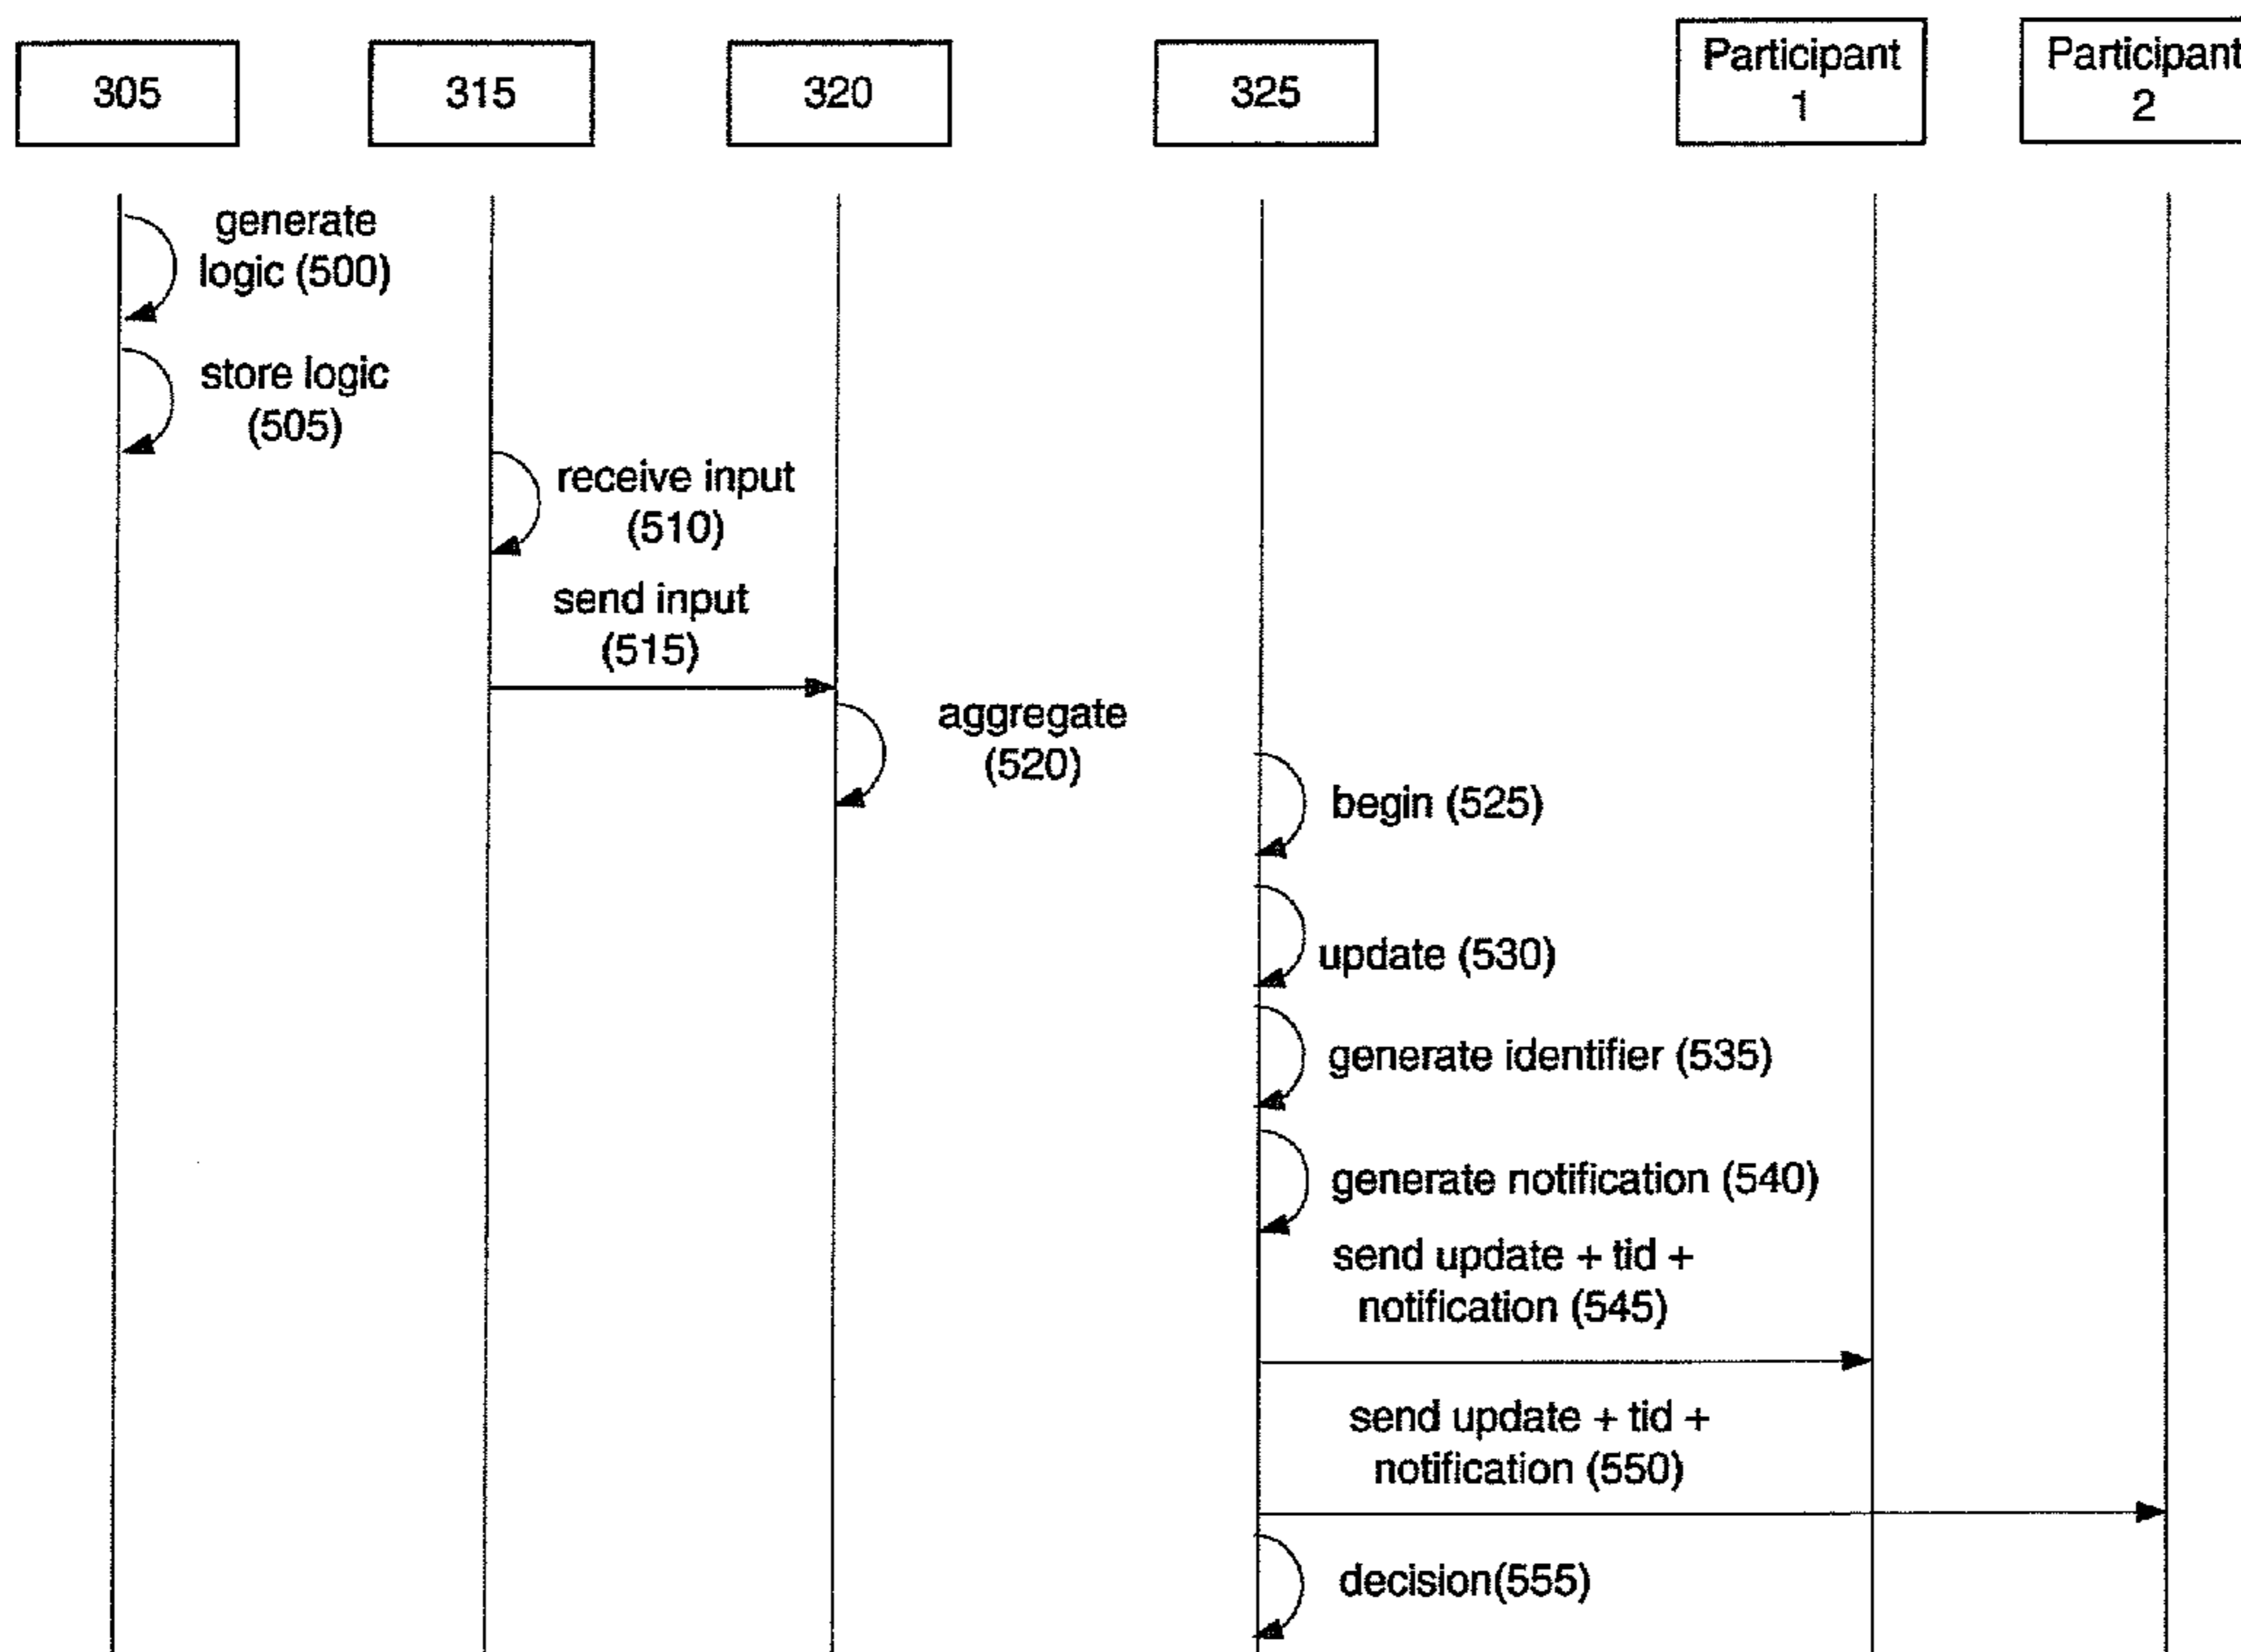 305
315
320
325
Participant
1
Participant
2
generate
logic (500)
store logic
(505)
receive input
(510)
send input
(515)
aggregate
(520)
begin (525)
update (530)
generate identifier (535)
generate notification (540)
send update + tid +
notification (545)
send update + tid +
notification (550)
decision(555)